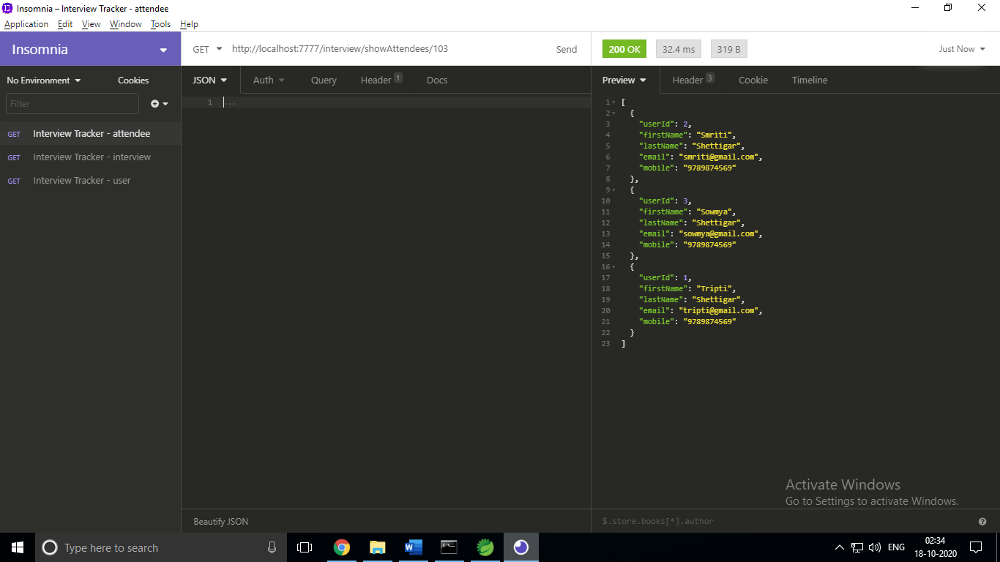 Insomnia – Interview Tracker - attendee
Application Edit View Window Tools Help
Insomnia
GET http://localhost:7777/interview/showAttendees/103 Send
200 OK 32.4 ms 319 B Just Now
No Environment Cookies
JSON Auth Query Header 1 Docs
Preview Header 3 Cookie Timeline
Filter
GET Interview Tracker - attendee
GET Interview Tracker - interview
GET Interview Tracker - user
1 ...
1 [
2 {
3 "userId": 2,
4 "firstName": "Smriti",
5 "lastName": "Shettigar",
6 "email": "smriti@gmail.com",
7 "mobile": "9789874569"
8 },
9 {
10 "userId": 3,
11 "firstName": "Sowmya",
12 "lastName": "Shettigar",
13 "email": "sowmya@gmail.com",
14 "mobile": "9789874569"
15 },
16 {
17 "userId": 1,
18 "firstName": "Tripti",
19 "lastName": "Shettigar",
20 "email": "tripti@gmail.com",
21 "mobile": "9789874569"
22 }
23 ]
Activate Windows
Go to Settings to activate Windows.
Beautify JSON
$.store.books[*].author
Type here to search
ENG
02:34
18-10-2020